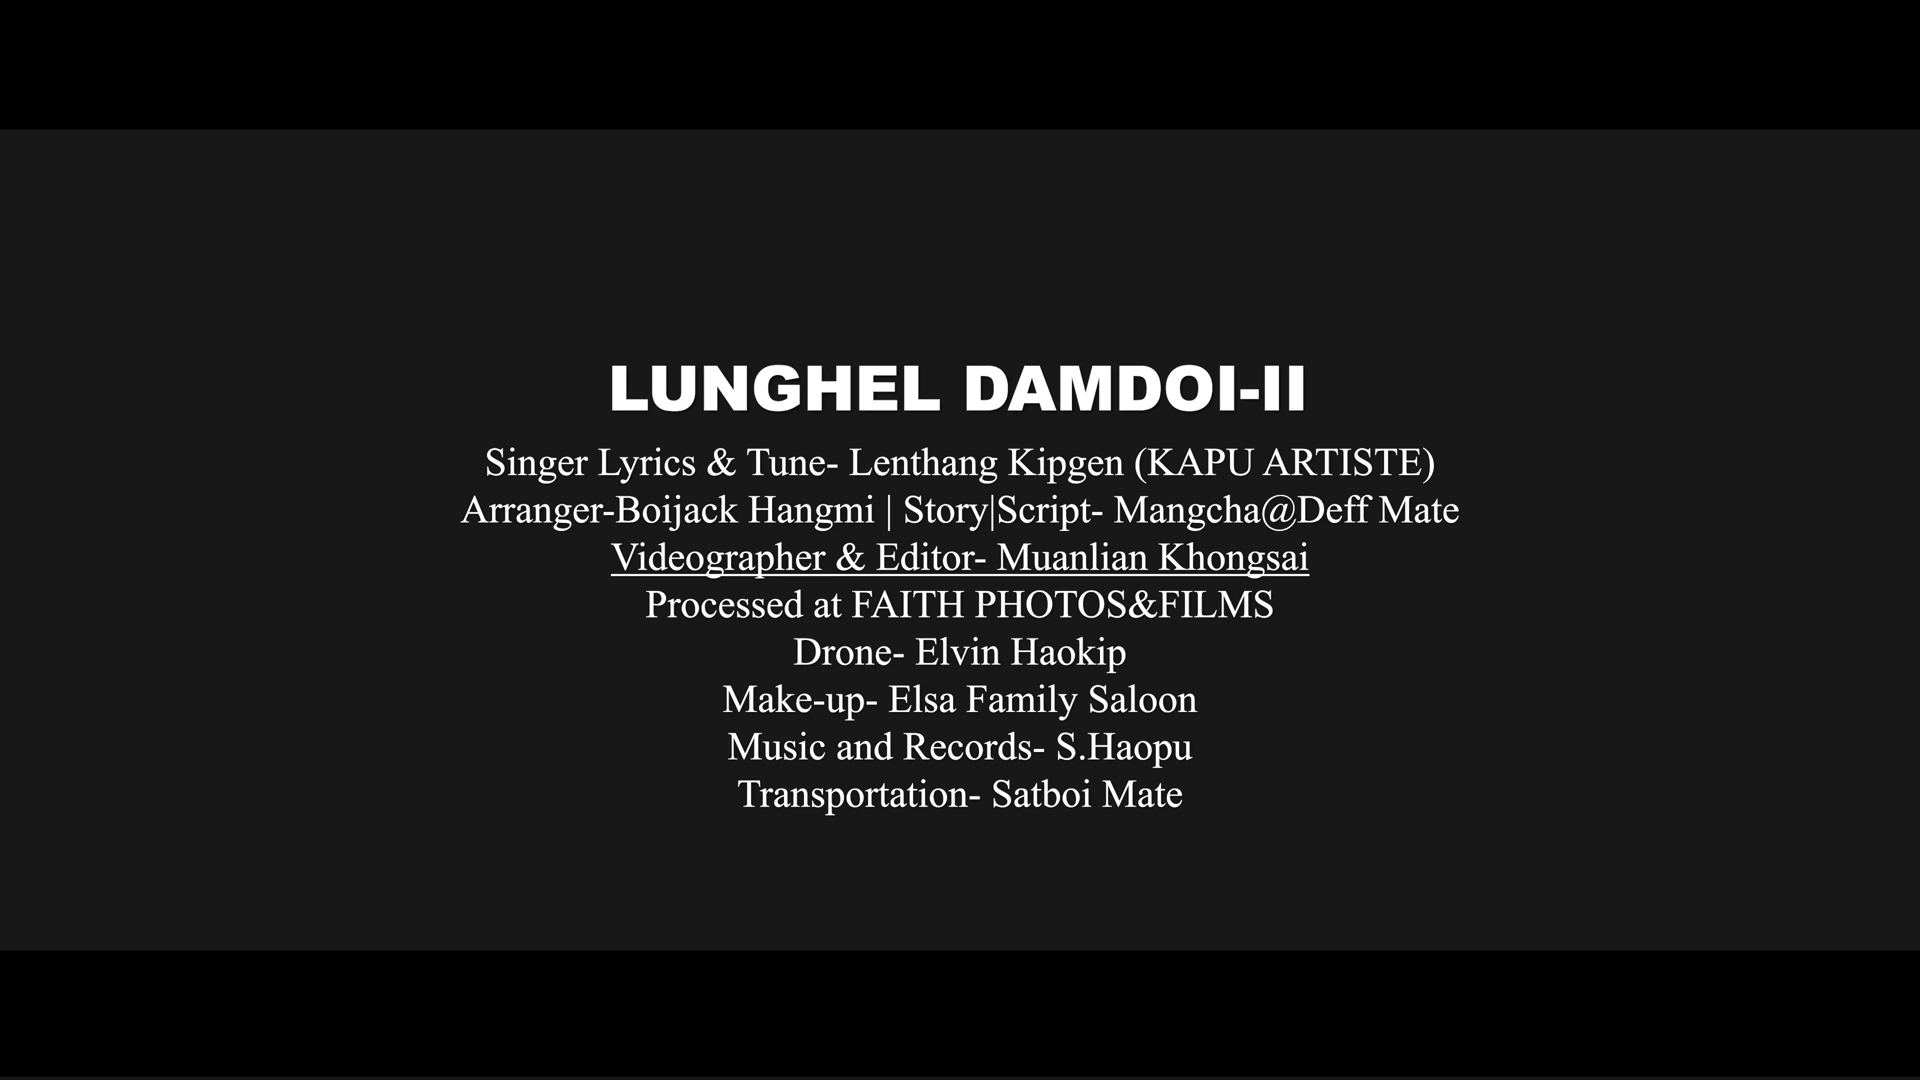 LUNGHEL DAMDOI-II
Singer Lyrics & Tune- Lenthang Kipgen (KAPU ARTISTE)
Arranger-Boijack Hangmi | Story|Script- Mangcha@Deff Mate
Videographer & Editor- Muanlian Khongsai
Processed at FAITH PHOTOS&FILMS
Drone- Elvin Haokip
Make-up- Elsa Family Saloon
Music and Records- S.Haopu
Transportation- Satboi Mate